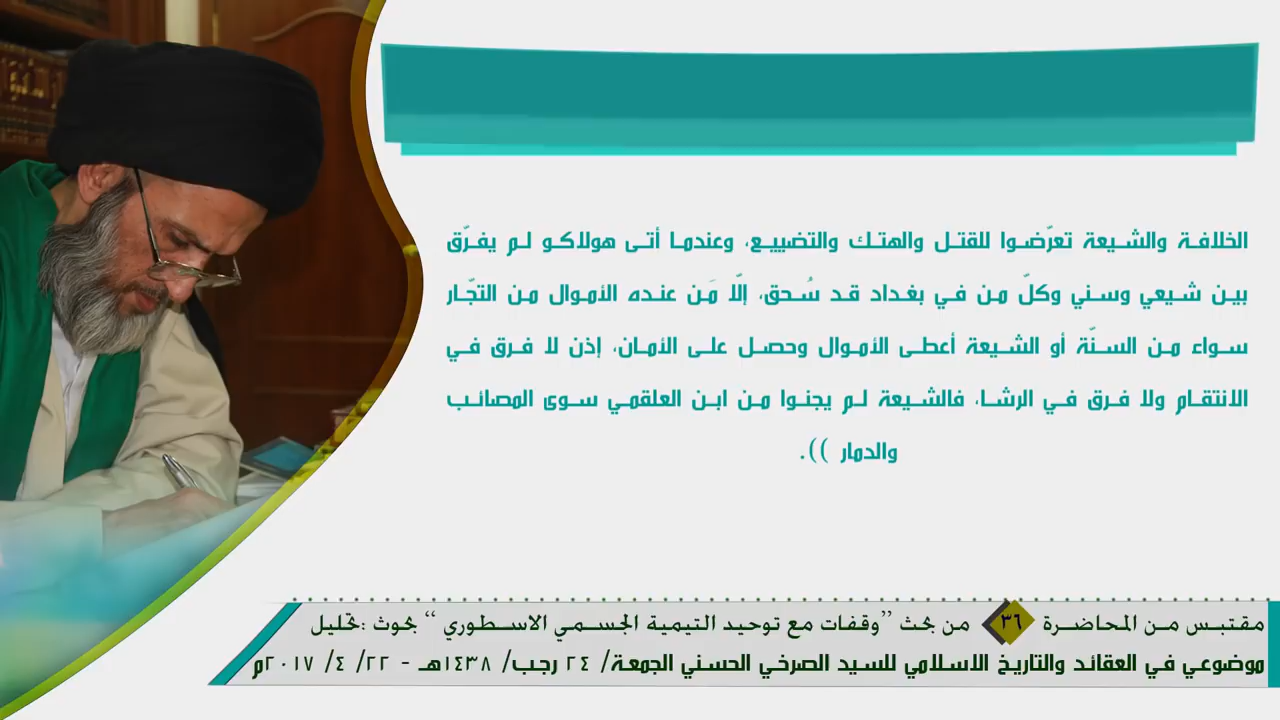 الخلافة والشيعة تعرّضوا للقتل والهتك والتضييع، وعندما أتى هولاكو لم يفرّق
بين شيعي وسني وكلّ من في بغداد قد سُحق، إلّا مَن عنده الأموال من التجّار
سواء من السنّة أو الشيعة أعطى الأموال وحصل على الأمان، إذن لا فرق في
الانتقام ولا فرق في الرشا، فالشيعة لم يجنوا من ابن العلقمي سوى المصائب
والدمار )).
مقتبس من المحاضرة ٣٦ من بحث ”وقفات مع توحيد التيمية الجسمي الاسطوري “ بحوث :تحليل
موضوعي في العقائد والتاريخ الاسلامي للسيد الصرخي الحسني الجمعة/ ٢٤ رجب/ ١٤٣٨هـ - ٢٢/ ٤/ ٢٠١٧م